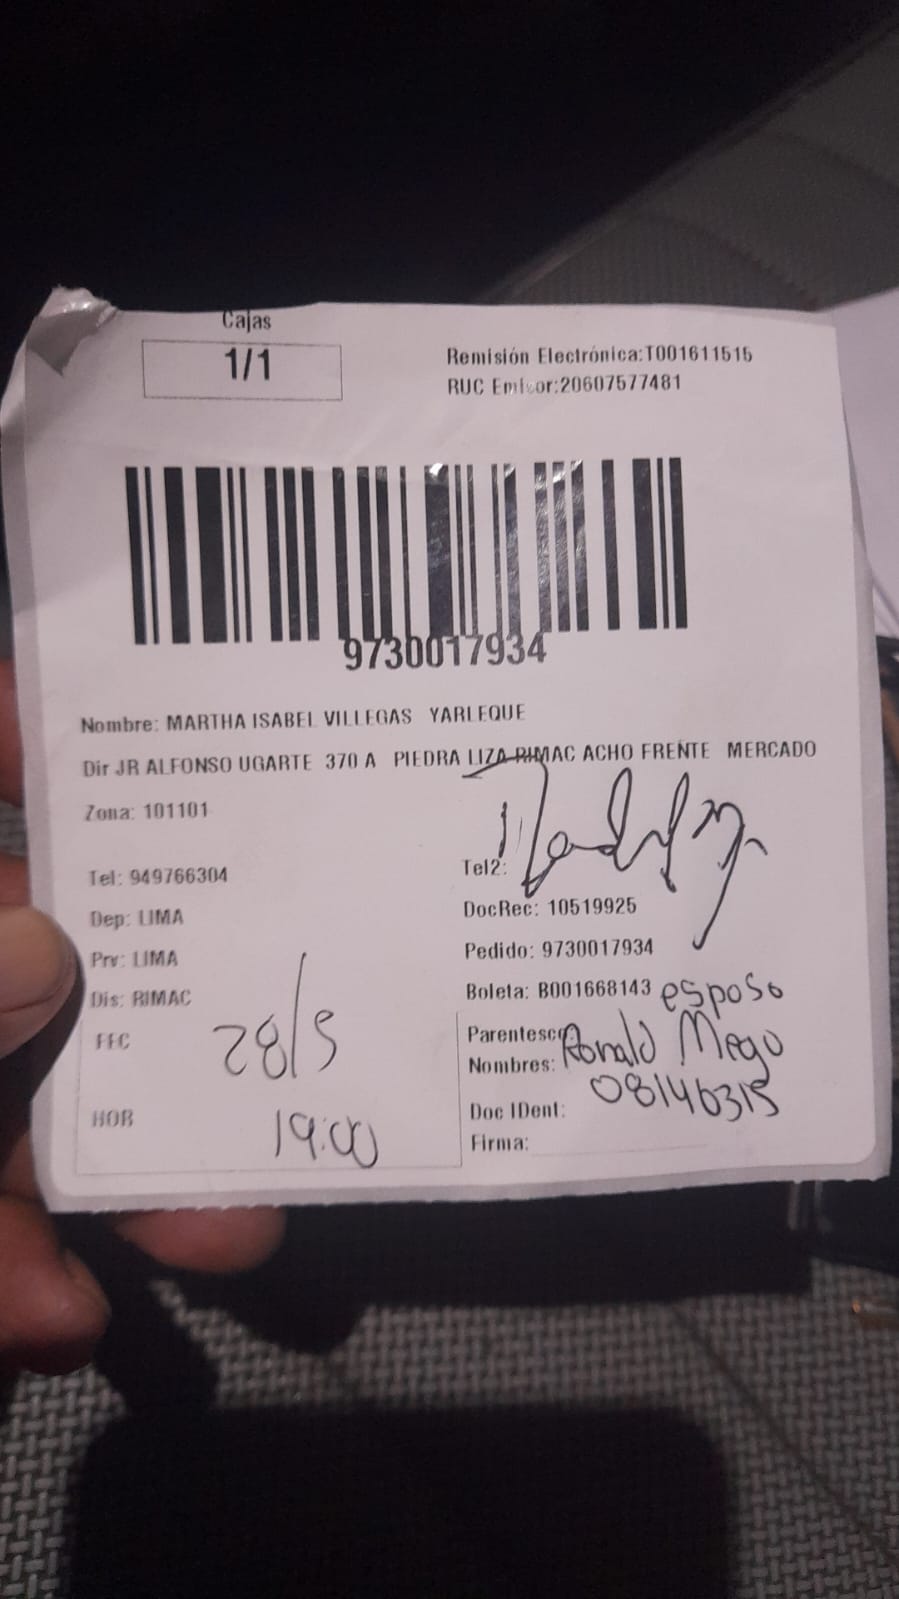 Cajas
1/1
Remisión Electrónica:T001611515
RUC Emisor:20607577481
9730017934
Nombre: MARTHA ISABEL VILLEGAS YARLEQUE
Dir JR ALFONSO UGARTE 370 A PIEDRA LIZA RIMAC ACHO FRENTE MERCADO
Zona: 101101
Tel: 949766304
Tel2:
Dep: LIMA
DocRec: 10519925
Prv: LIMA
Pedido: 9730017934
Dis: RIMAC
Boleta: B001668143
esposo
FEC 28/5
Parentesco:
Nombres: Ronald Mego
08146315
HOR 19:00
Doc IDent:
Firma: